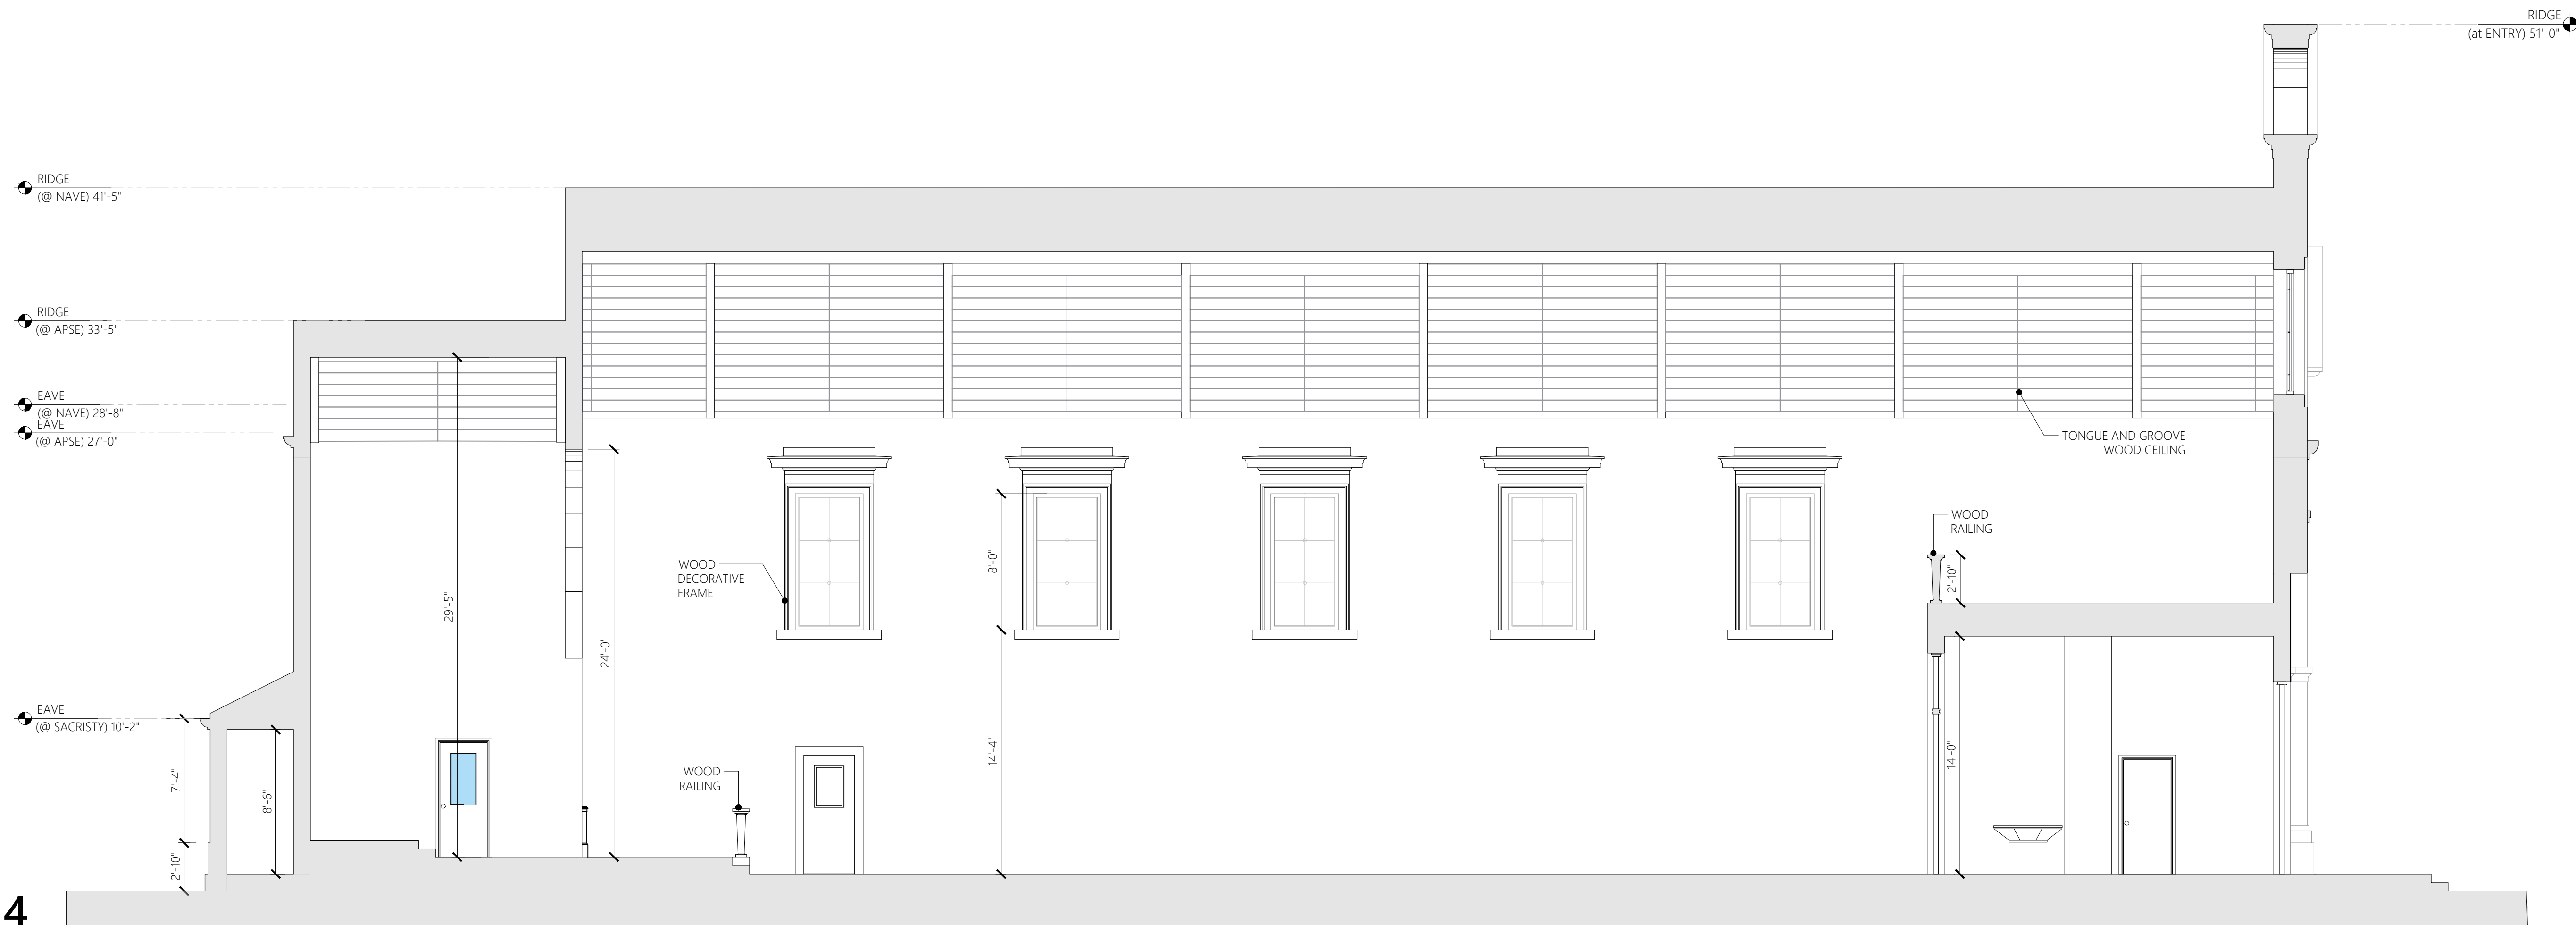 RIDGE
(at ENTRY) 51'-0"
RIDGE
(@ NAVE) 41'-5"
RIDGE
(@ APSE) 33'-5"
EAVE
(@ NAVE) 28'-8"
EAVE
(@ APSE) 27'-0"
TONGUE AND GROOVE
WOOD CEILING
WOOD
RAILING
WOOD
DECORATIVE
FRAME
8'-0"
2'-10"
29'-5"
24'-0"
EAVE
(@ SACRISTY) 10'-2"
7'-4"
8'-6"
2'-10"
WOOD
RAILING
14'-4"
14'-0"
4